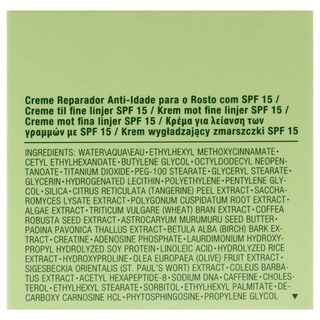 Creme Reparador Anti-Idade para o Rosto com SPF 15 /
Creme til fine linjer SPF 15 / Krem mot fine linjer SPF 15 /
Creme mot fina linjer SPF 15 / Κρέμα για λείανση των
γραμμών με SPF 15 / Krem wygładzający zmarszczki SPF 15
INGREDIENTS: WATER\AQUA\EAU • ETHYLHEXYL METHOXYCINNAMATE •
CETYL ETHYLHEXANOATE • BUTYLENE GLYCOL • OCTYLDODECYL NEOPEN-
TANOATE • TITANIUM DIOXIDE • PEG-100 STEARATE • GLYCERYL STEARATE •
GLYCERIN • HYDROGENATED LECITHIN • POLYETHYLENE • PENTYLENE GLY-
COL • SILICA • CITRUS RETICULATA (TANGERINE) PEEL EXTRACT • SACCHA-
ROMYCES LYSATE EXTRACT • POLYGONUM CUSPIDATUM ROOT EXTRACT
• ALGAE EXTRACT • TRITICUM VULGARE (WHEAT) BRAN EXTRACT • COFFEA
ROBUSTA SEED EXTRACT • ASTROCARYUM MURUMURU SEED BUTTER •
PADINA PAVONICA THALLUS EXTRACT • BETULA ALBA (BIRCH) BARK EX-
TRACT • CREATINE • ADENOSINE PHOSPHATE • LAURDIMONIUM HYDROXY-
PROPYL HYDROLYZED SOY PROTEIN • LINOLEIC ACID • HYDROLYZED RICE
EXTRACT • HYDROXYPROLINE • OLEA EUROPAEA (OLIVE) FRUIT EXTRACT •
SIGESBECKIA ORIENTALIS (ST. PAUL'S WORT) EXTRACT • COLEUS BARBA-
TUS EXTRACT • ACETYL HEXAPEPTIDE-8 • SODIUM DNA • CAFFEINE • CHOLES-
TEROL • ETHYLHEXYL STEARATE • SORBITOL • ETHYLHEXYL PALMITATE • DE-
CARBOXY CARNOSINE HCL • PHYTOSPHINGOSINE • PROPYLENE GLYCOL